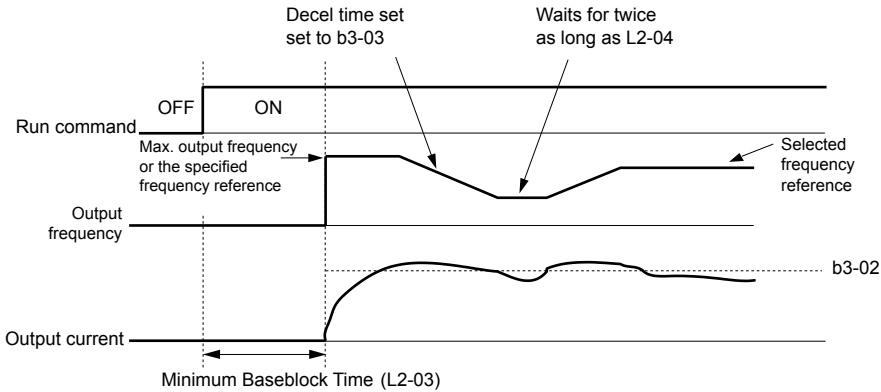 Decel time set
set to b3-03
Waits for twice
as long as L2-04
OFF
ON
Run command
Max. output frequency
or the specified
frequency reference
Selected
frequency
reference
Output
frequency
b3-02
Output current
Minimum Baseblock Time (L2-03)